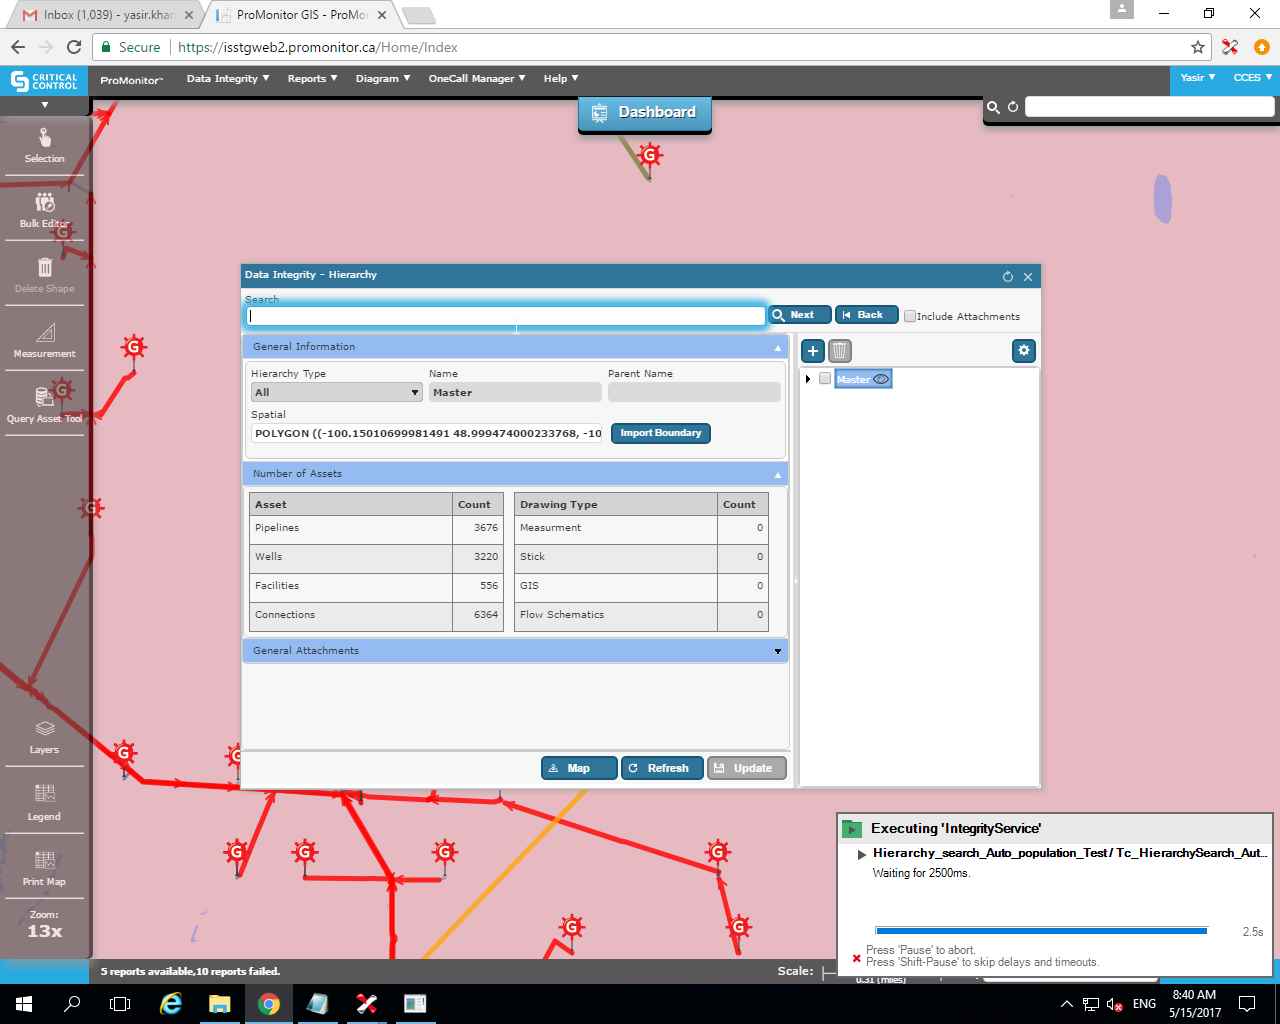 Inbox (1,039) - yasir.khan
ProMonitor GIS - ProMo
Secure
https://isstgweb2.promonitor.ca/Home/Index
CRITICAL CONTROL
ProMonitor™
Data Integrity ▼
Reports ▼
Diagram ▼
OneCall Manager ▼
Help ▼
Yasir ▼
CCES ▼
Dashboard
Selection
Bulk Editor
Delete Shape
Measurement
Query Asset Tool
Layers
Legend
Print Map
Zoom:
13x
G
G
G
G
G
G
G
G
G
G
G
G
G
Data Integrity - Hierarchy
Search
Next
Back
Include Attachments
General Information
Hierarchy Type
Name
Parent Name
All
Master
Spatial
POLYGON ((-100.15010699981491 48.999474000233768, -10
Import Boundary
Master
Number of Assets
Asset Count
Drawing Type Count
Pipelines 3676
Measurment 0
Wells 3220
Stick 0
Facilities 556
GIS 0
Connections 6364
Flow Schematics 0
General Attachments
Map
Refresh
Update
Executing 'IntegrityService'
Hierarchy_search_Auto_population_Test / Tc_HierarchySearch_Aut...
Waiting for 2500ms.
2.5s
Press 'Pause' to abort.
Press 'Shift-Pause' to skip delays and timeouts.
5 reports available,10 reports failed.
Scale:
0.31 (miles)
ENG
8:40 AM
5/15/2017